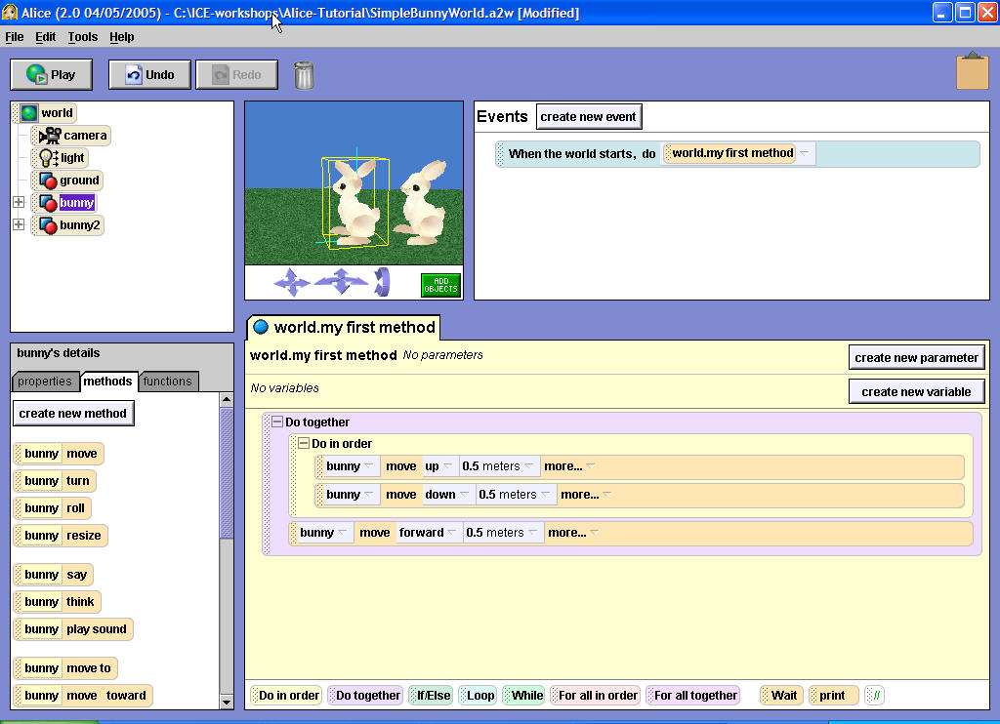 Alice (2.0 04/05/2005) - C:\ICE-workshops\Alice-Tutorial\SimpleBunnyWorld.a2w [Modified]
File Edit Tools Help
Play Undo Redo
world
camera
light
ground
bunny
bunny2
ADD
OBJECTS
Events create new event
When the world starts, do world.my first method
bunny's details
properties methods functions
create new method
bunny move
bunny turn
bunny roll
bunny resize
bunny say
bunny think
bunny play sound
bunny move to
bunny move toward
world.my first method
world.my first method No parameters create new parameter
No variables create new variable
Do together
Do in order
bunny move up 0.5 meters more...
bunny move down 0.5 meters more...
bunny move forward 0.5 meters more...
Do in order Do together If/Else Loop While For all in order For all together Wait print //